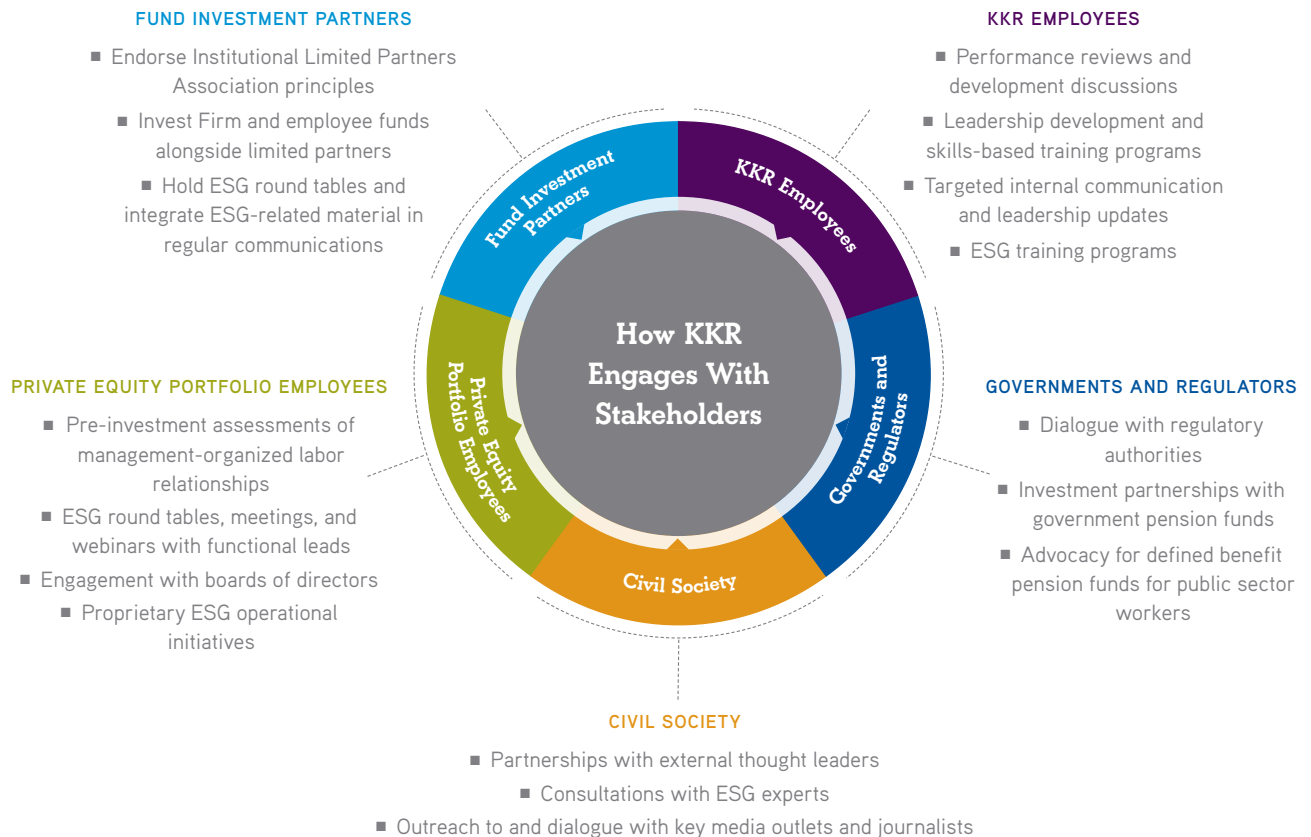 FUND INVESTMENT PARTNERS
■ Endorse Institutional Limited Partners
Association principles
■ Invest Firm and employee funds
alongside limited partners
■ Hold ESG round tables and
integrate ESG-related material in
regular communications
KKR EMPLOYEES
■ Performance reviews and
development discussions
■ Leadership development and
skills-based training programs
■ Targeted internal communication
and leadership updates
■ ESG training programs
Fund Investment
Partners
KKR Employees
How KKR
Engages With
Stakeholders
Private Equity
Portfolio Employees
Governments and
Regulators
Civil Society
PRIVATE EQUITY PORTFOLIO EMPLOYEES
■ Pre-investment assessments of
management-organized labor
relationships
■ ESG round tables, meetings, and
webinars with functional leads
■ Engagement with boards of directors
■ Proprietary ESG operational
initiatives
GOVERNMENTS AND REGULATORS
■ Dialogue with regulatory
authorities
■ Investment partnerships with
government pension funds
■ Advocacy for defined benefit
pension funds for public sector
workers
CIVIL SOCIETY
■ Partnerships with external thought leaders
■ Consultations with ESG experts
■ Outreach to and dialogue with key media outlets and journalists